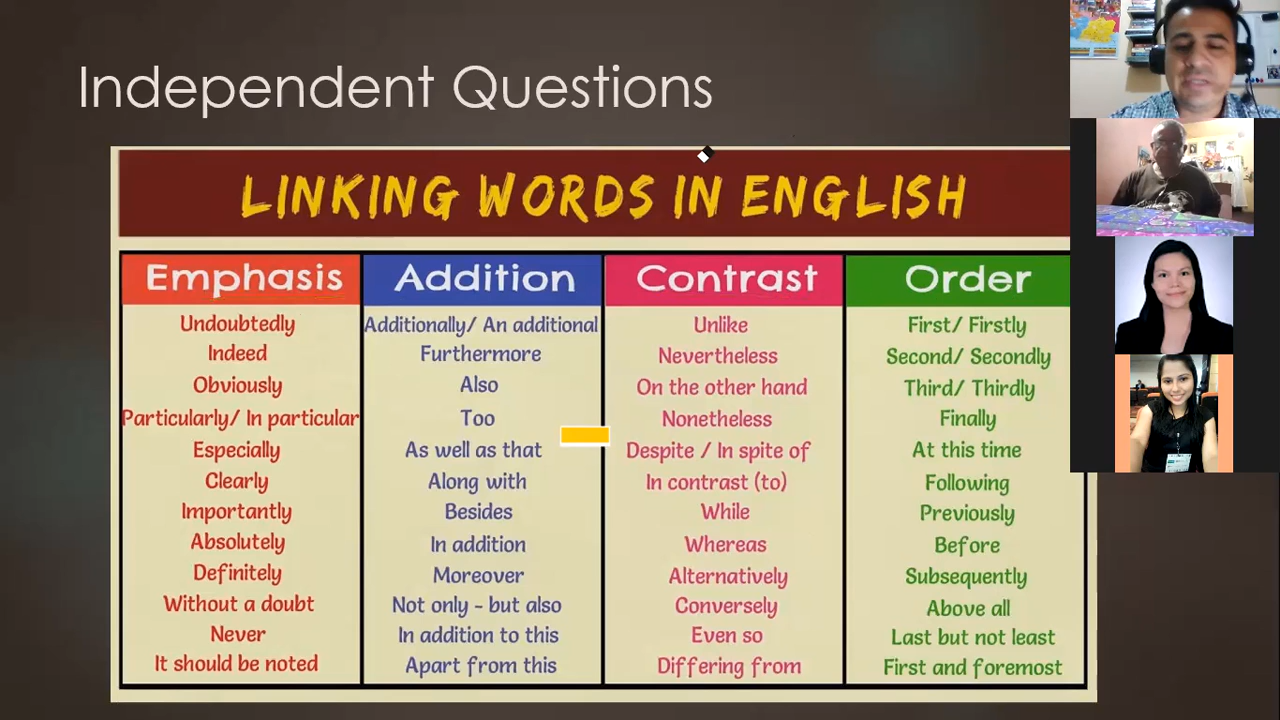 Independent Questions
LINKING WORDS IN ENGLISH
Emphasis
Undoubtedly
Indeed
Obviously
Particularly/ In particular
Especially
Clearly
Importantly
Absolutely
Definitely
Without a doubt
Never
It should be noted
Addition
Additionally/ An additional
Furthermore
Also
Too
As well as that
Along with
Besides
In addition
Moreover
Not only - but also
In addition to this
Apart from this
Contrast
Unlike
Nevertheless
On the other hand
Nonetheless
Despite / In spite of
In contrast (to)
While
Whereas
Alternatively
Conversely
Even so
Differing from
Order
First/ Firstly
Second/ Secondly
Third/ Thirdly
Finally
At this time
Following
Previously
Before
Subsequently
Above all
Last but not least
First and foremost